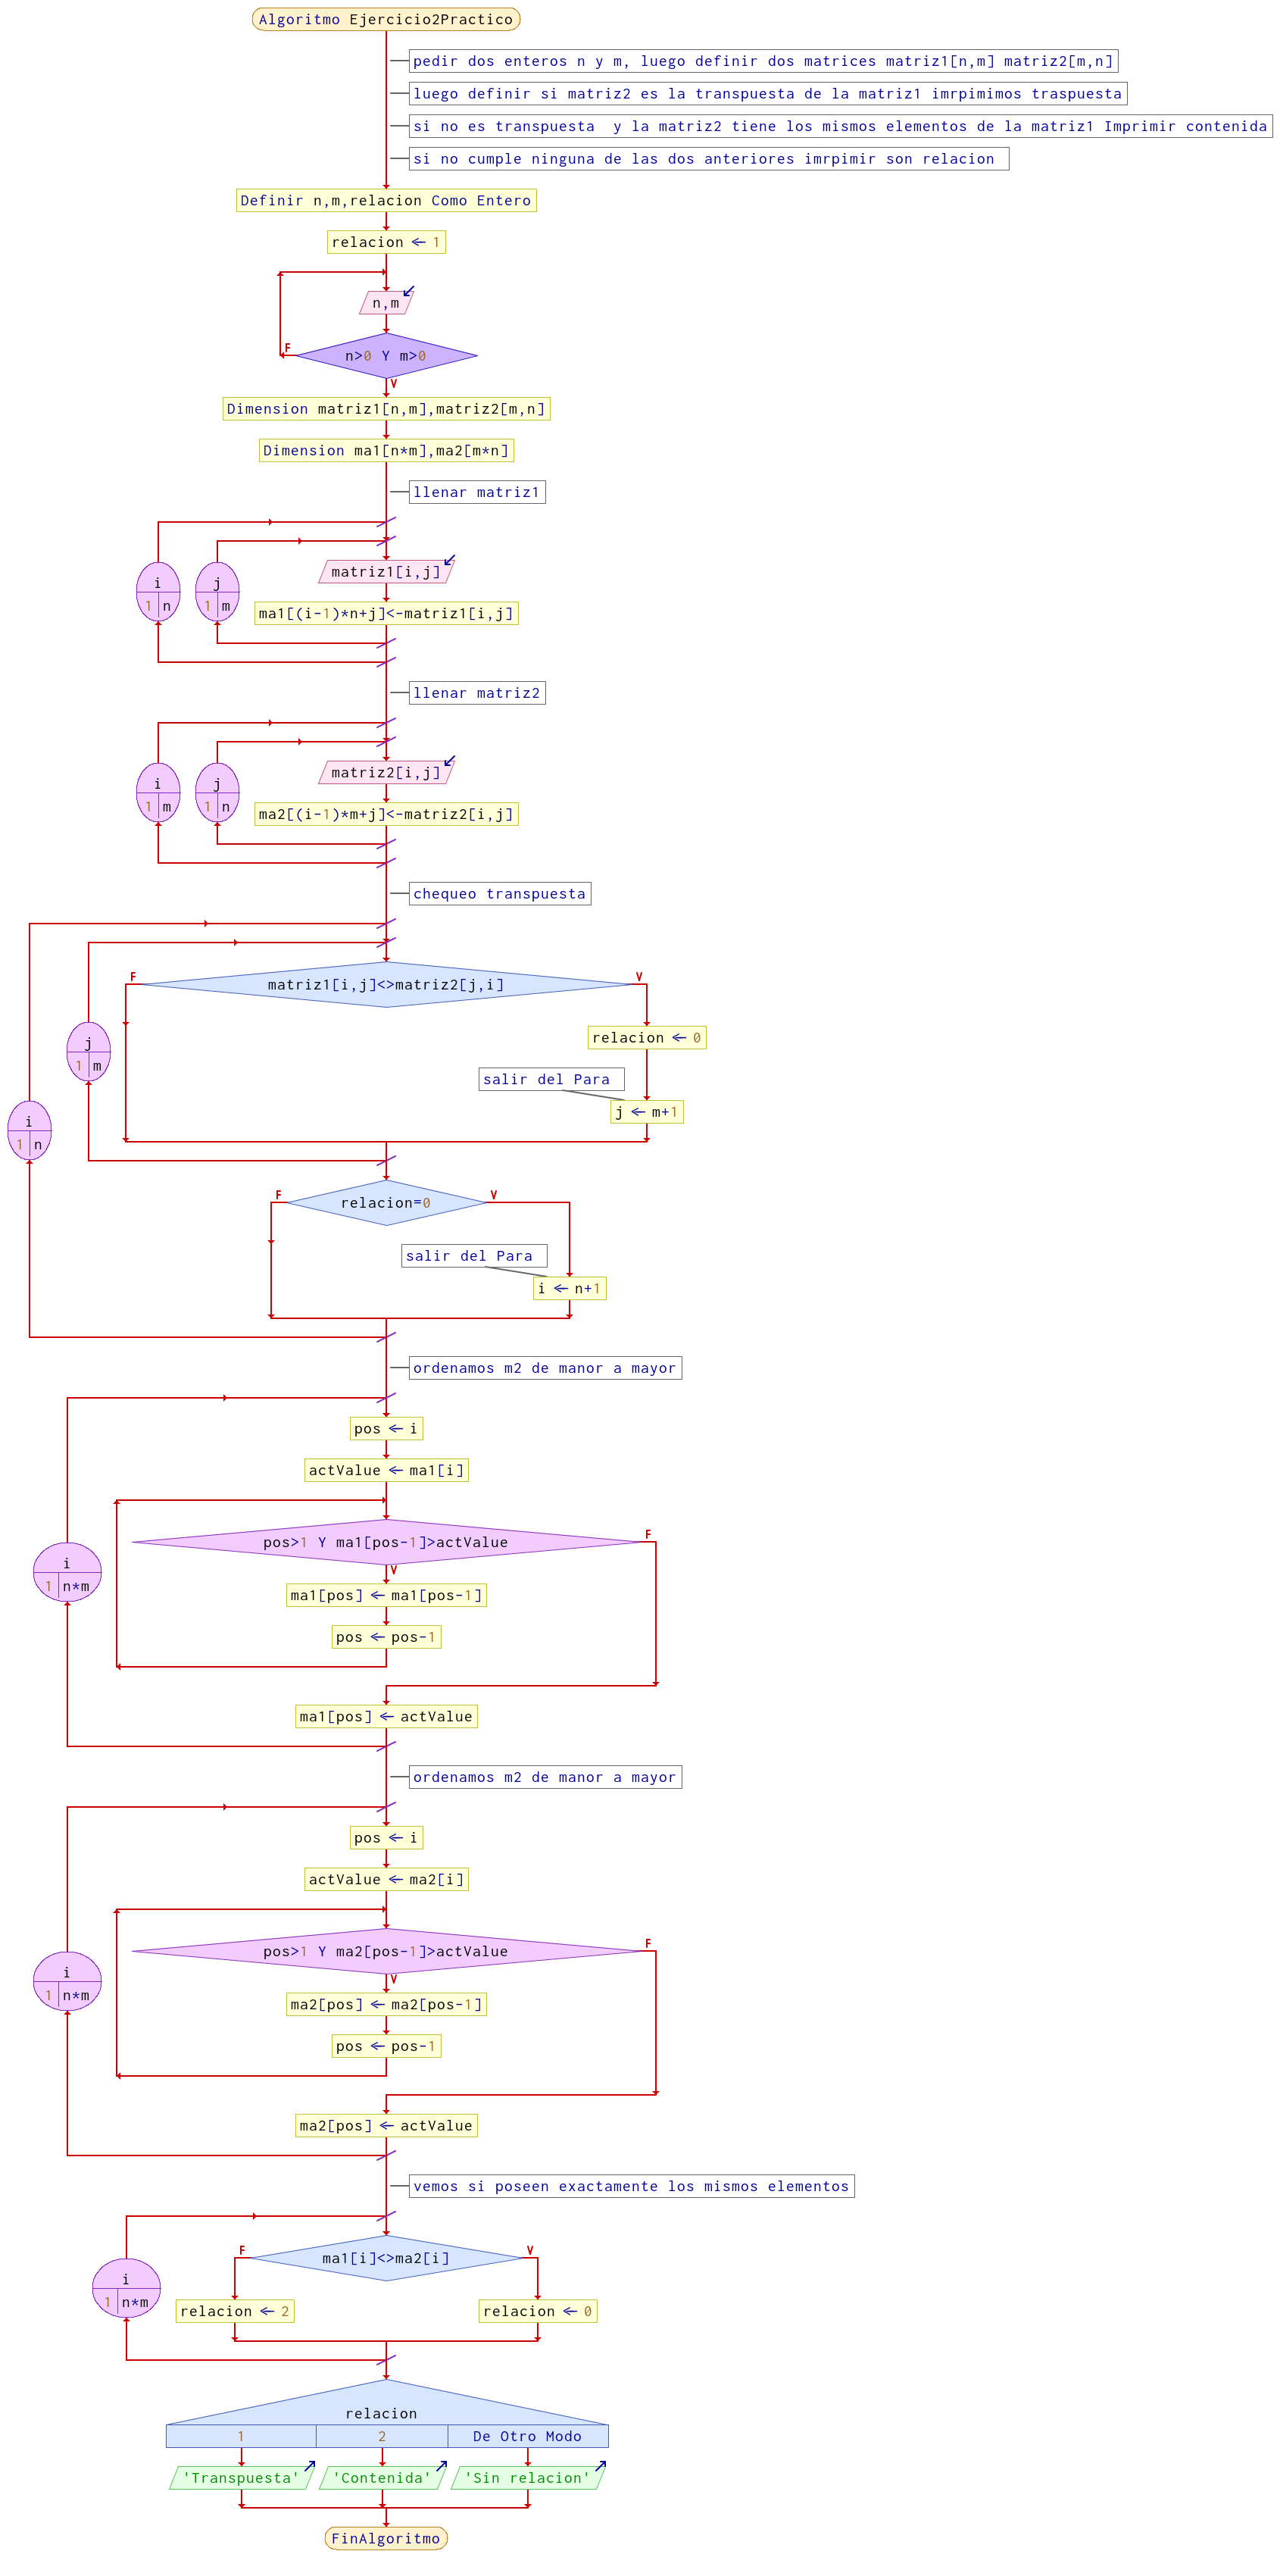 Algoritmo Ejercicio2Practico
pedir dos enteros n y m, luego definir dos matrices matriz1[n,m] matriz2[m,n]
luego definir si matriz2 es la transpuesta de la matriz1 imrpimimos traspuesta
si no es transpuesta  y la matriz2 tiene los mismos elementos de la matriz1 Imprimir contenida
si no cumple ninguna de las dos anteriores imrpimir son relacion
Definir n,m,relacion Como Entero
relacion ← 1
n,m
n>0 Y m>0
F
V
Dimension matriz1[n,m],matriz2[m,n]
Dimension ma1[n*m],ma2[m*n]
llenar matriz1
matriz1[i,j]
i
1 n
j
1 m
ma1[(i-1)*n+j]<-matriz1[i,j]
llenar matriz2
matriz2[i,j]
i
1 m
j
1 n
ma2[(i-1)*m+j]<-matriz2[i,j]
chequeo transpuesta
F
V
matriz1[i,j]<>matriz2[j,i]
relacion ← 0
j
1 m
salir del Para
j ← m+1
i
1 n
F
V
relacion=0
salir del Para
i ← n+1
ordenamos m2 de manor a mayor
pos ← i
actValue ← ma1[i]
pos>1 Y ma1[pos-1]>actValue
F
V
i
1 n*m
ma1[pos] ← ma1[pos-1]
pos ← pos-1
ma1[pos] ← actValue
ordenamos m2 de manor a mayor
pos ← i
actValue ← ma2[i]
pos>1 Y ma2[pos-1]>actValue
F
V
i
1 n*m
ma2[pos] ← ma2[pos-1]
pos ← pos-1
ma2[pos] ← actValue
vemos si poseen exactamente los mismos elementos
F
V
ma1[i]<>ma2[i]
i
1 n*m
relacion ← 2
relacion ← 0
relacion
1
2
De Otro Modo
'Transpuesta'
'Contenida'
'Sin relacion'
FinAlgoritmo